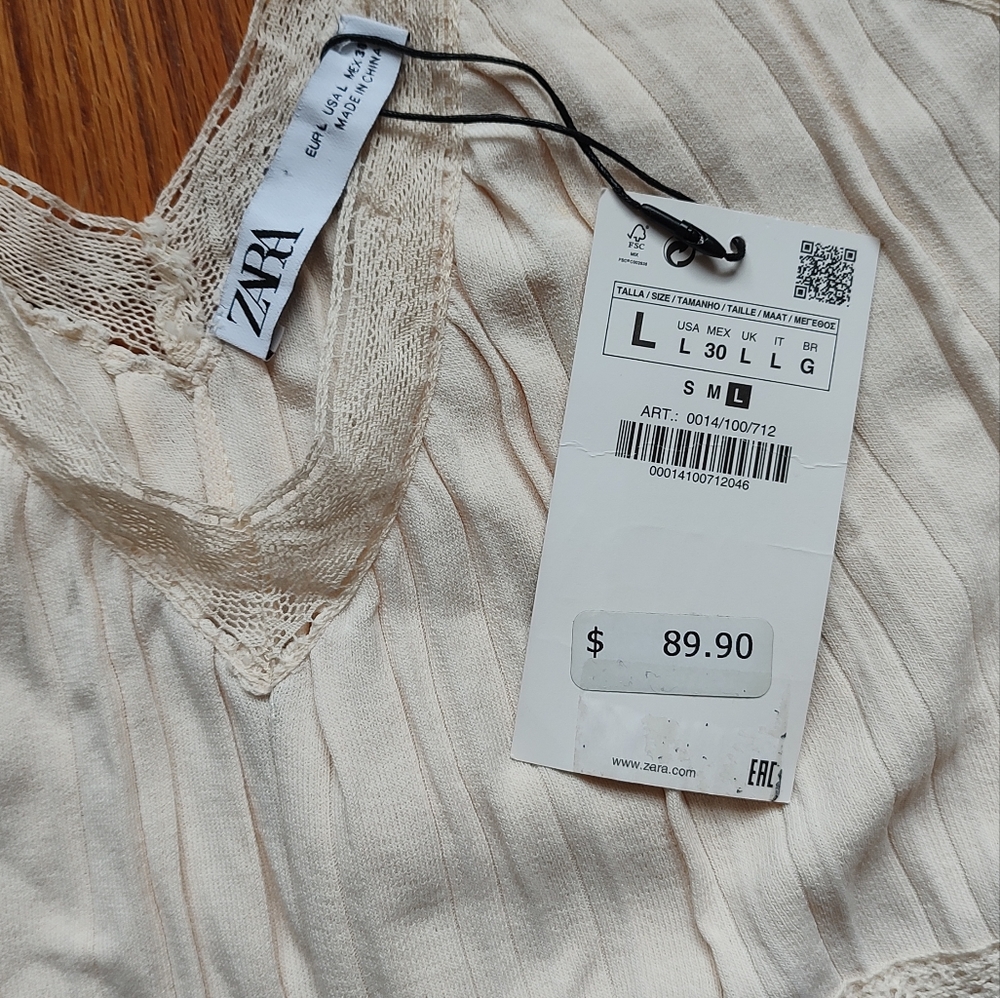 EUR L USA L MEX 30
MADE IN CHINA
ZARA
FSC
MIX
TALLA / SIZE / TAMANHO / TAILLE / MAAT / ΜΕΓΕΘΟΣ
L
USA MEX UK IT BR
L 30 L L G
S M L
ART.: 0014/100/712
00014100712046
$ 89.90
www.zara.com
EAC